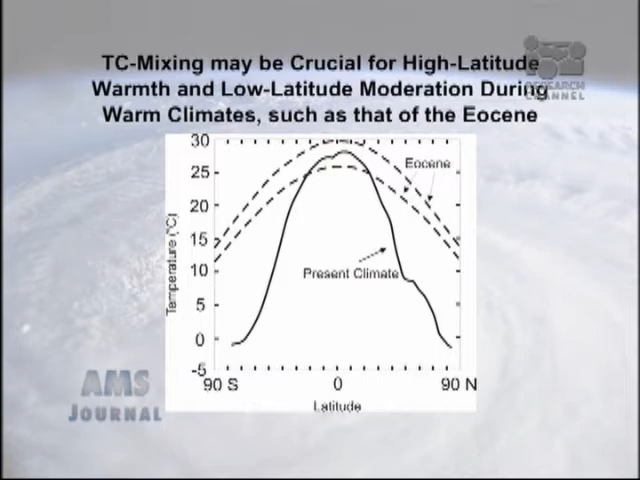 TC-Mixing may be Crucial for High-Latitude
Warmth and Low-Latitude Moderation During
Warm Climates, such as that of the Eocene
RESEARCH
CHANNEL
30
25
20
15
10
5
0
-5
Temperature (°C)
Eocene
Present Climate
90 S
0
90 N
Latitude
AMS
JOURNAL